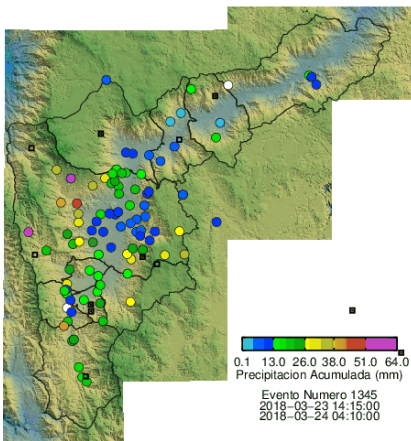 0.1 13.0 26.0 38.0 51.0 64.0
Precipitacion Acumulada (mm)
Evento Numero 1345
2018-03-23 14:15:00
2018-03-24 04:10:00